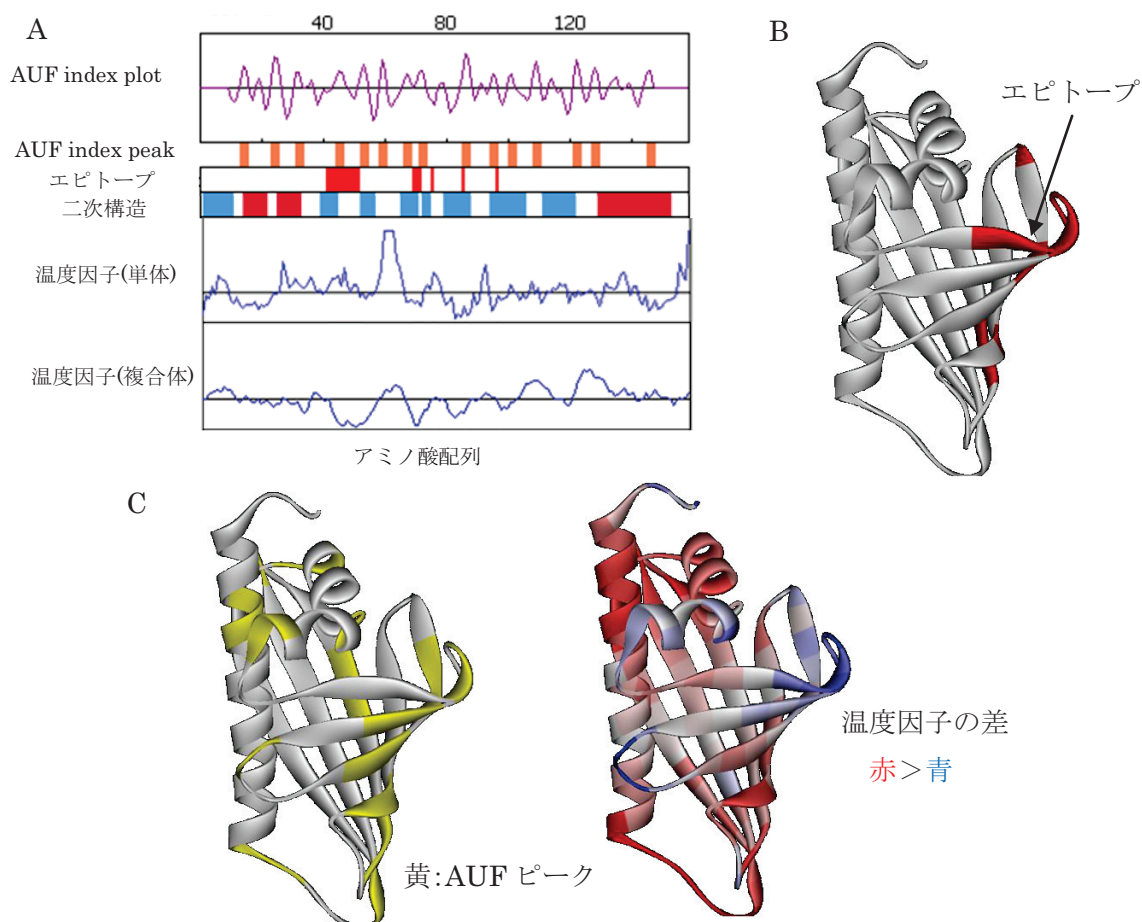 A
40 80 120
AUF index plot
AUF index peak
エピトープ
二次構造
温度因子(単体)
温度因子(複合体)
アミノ酸配列
B
エピトープ
C
黄:AUF ピーク
温度因子の差
赤>青